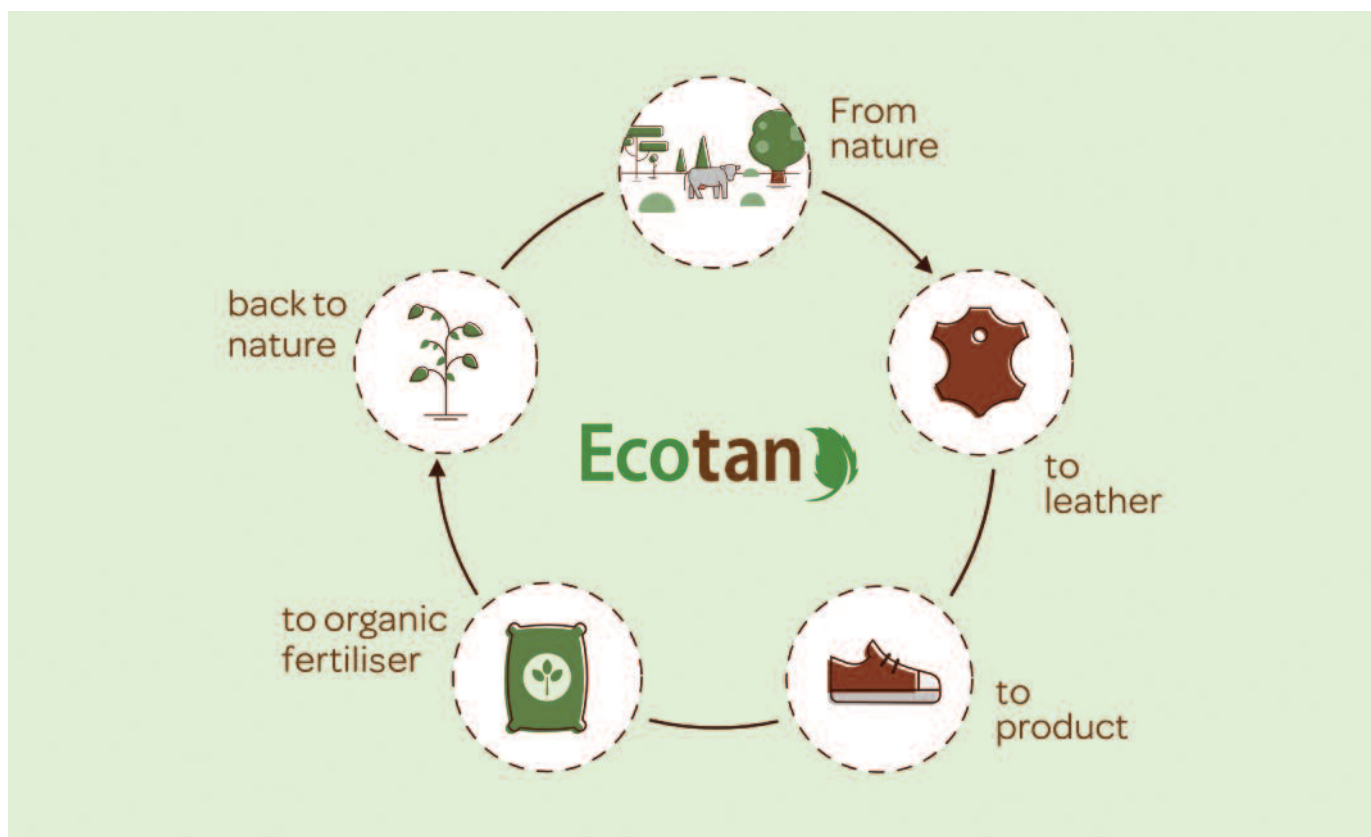 From
nature
to
leather
to
product
to organic
fertiliser
back to
nature
Ecotan